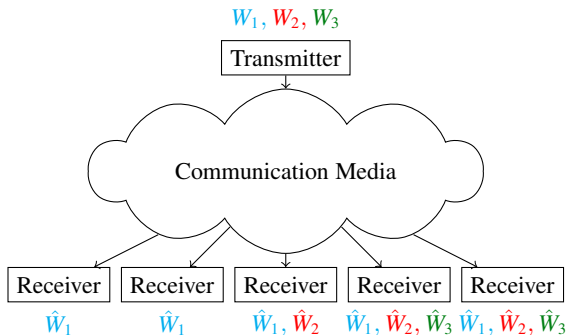 W₁, W₂, W₃
Transmitter
Communication Media
Receiver Receiver Receiver Receiver Receiver
Ŵ₁ Ŵ₁ Ŵ₁, Ŵ₂ Ŵ₁, Ŵ₂, Ŵ₃ Ŵ₁, Ŵ₂, Ŵ₃